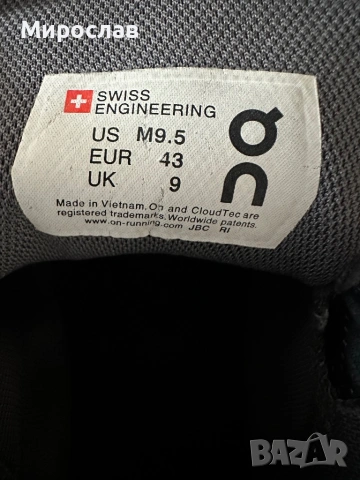 Мирослав
SWISS
ENGINEERING
US M9.5
EUR 43
UK 9
Made in Vietnam. On and CloudTec are
registered trademarks. Worldwide patents.
www.on-running.com JBC RI
BAZAR